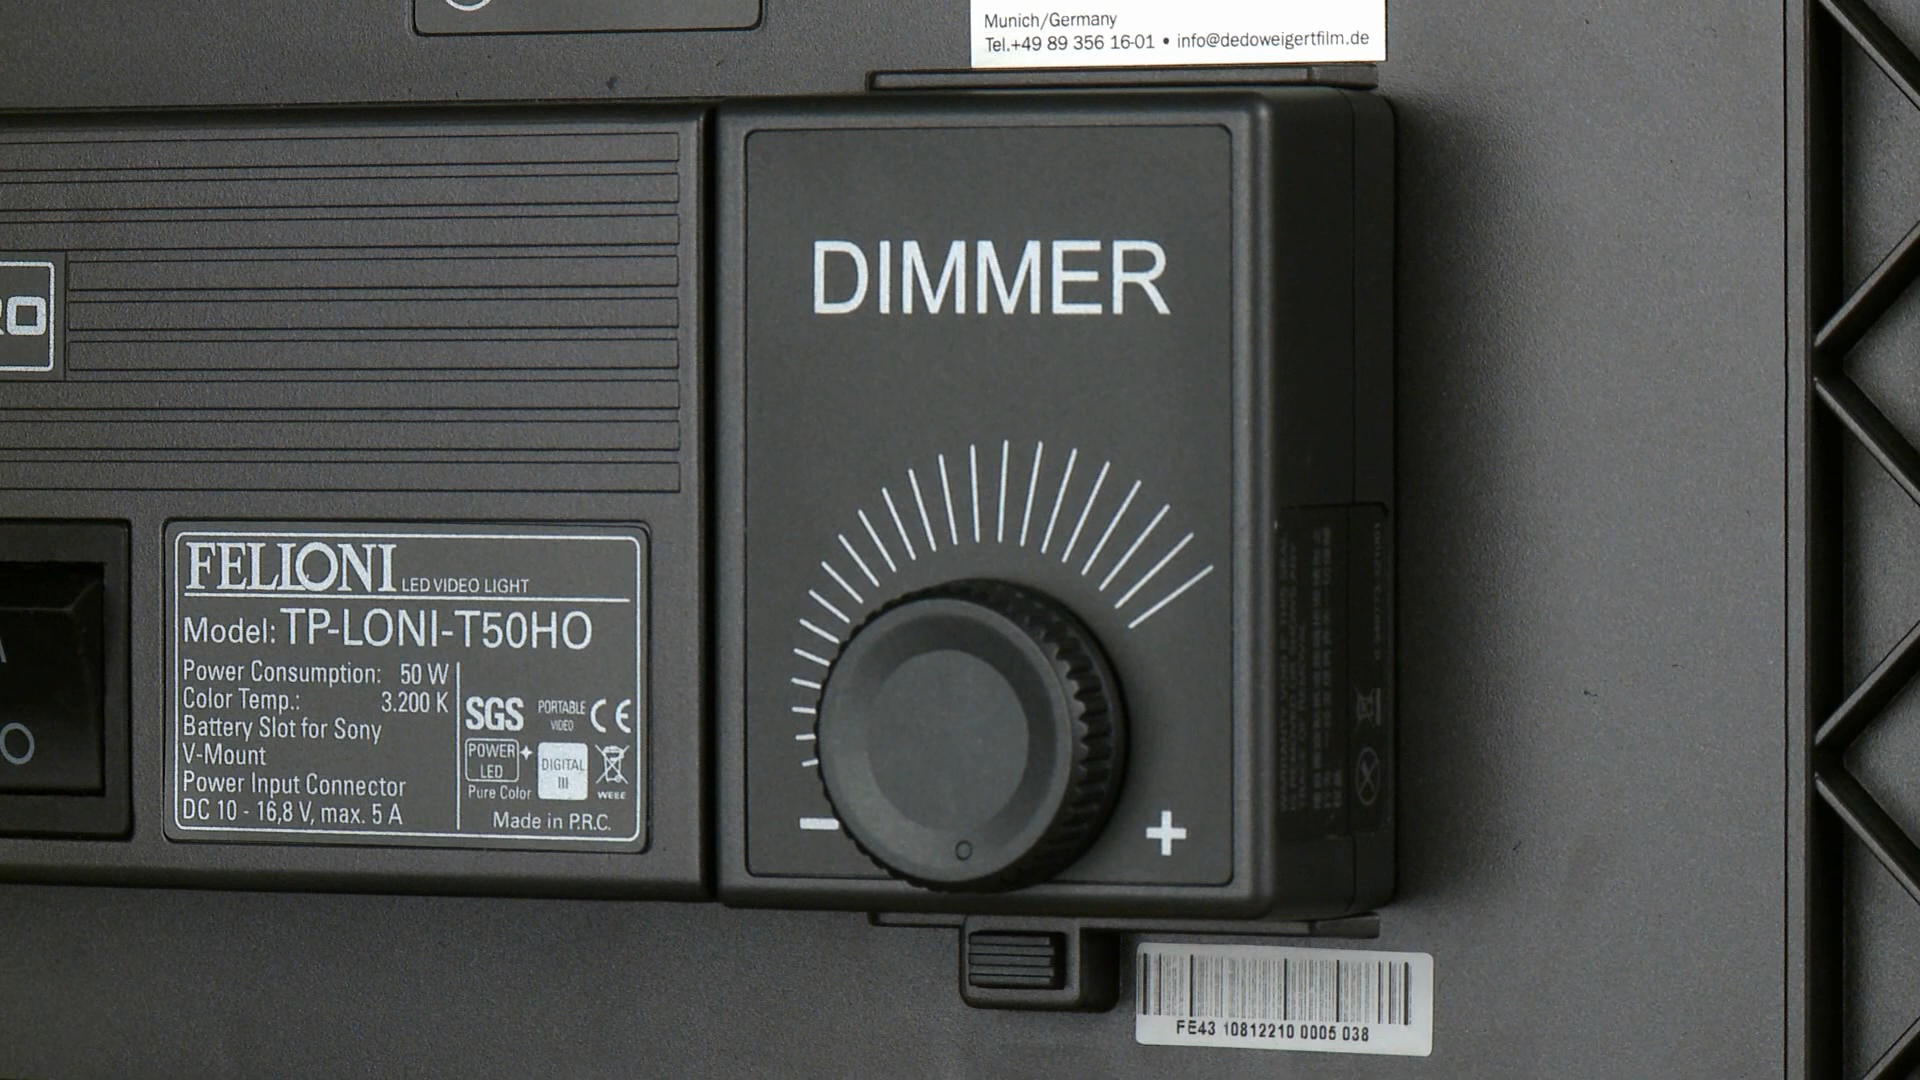 Munich/Germany
Tel.+49 89 356 16-01 • info@dedoweigertfilm.de
RO
DIMMER
FELLONI
LED VIDEO LIGHT
Model: TP-LONI-T50HO
Power Consumption: 50 W
Color Temp.: 3.200 K
Battery Slot for Sony
V-Mount
Power Input Connector
DC 10 - 16,8 V, max. 5 A
SGS
PORTABLE
VIDEO
CE
POWER
LED
Pure Color
DIGITAL
III
WEEE
Made in P.R.C.
- +
O
FE43 10812210 0005 038